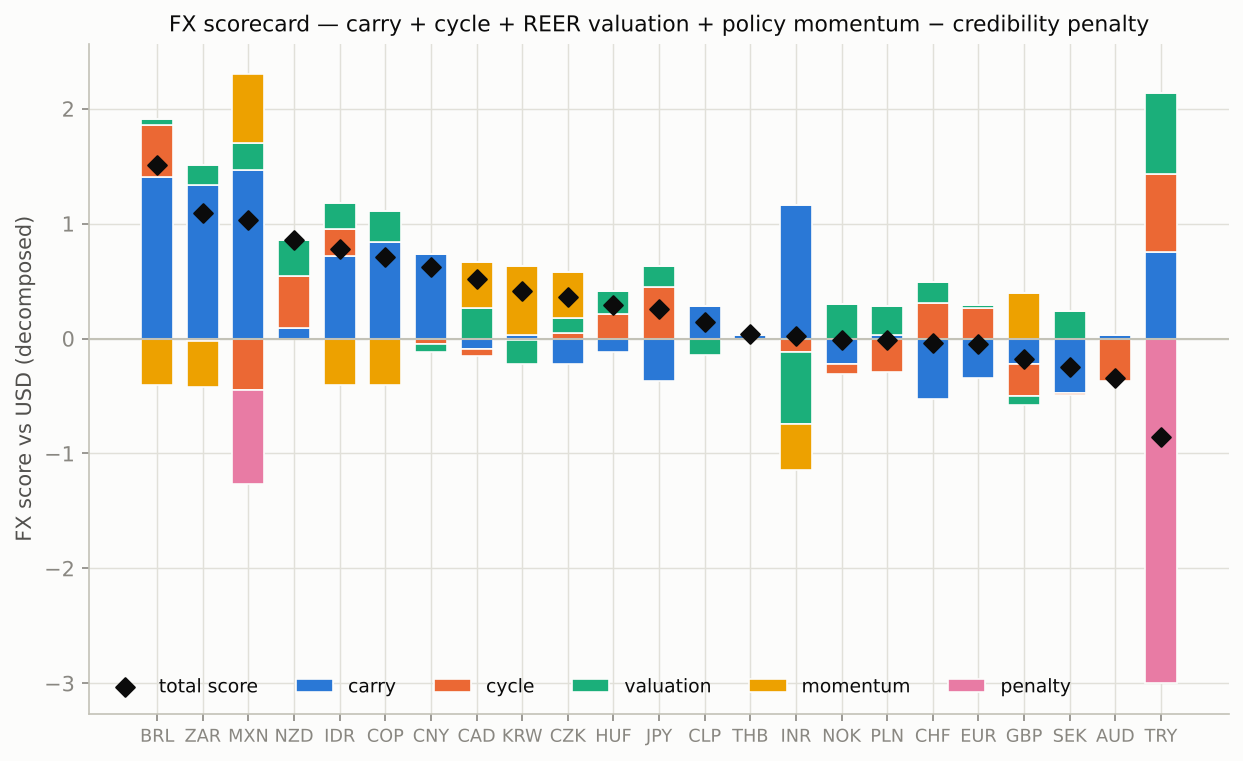 FX scorecard — carry + cycle + REER valuation + policy momentum − credibility penalty
FX score vs USD (decomposed)
2
1
0
−1
−2
−3
total score carry cycle valuation momentum penalty
BRL ZAR MXN NZD IDR COP CNY CAD KRW CZK HUF JPY CLP THB INR NOK PLN CHF EUR GBP SEK AUD TRY